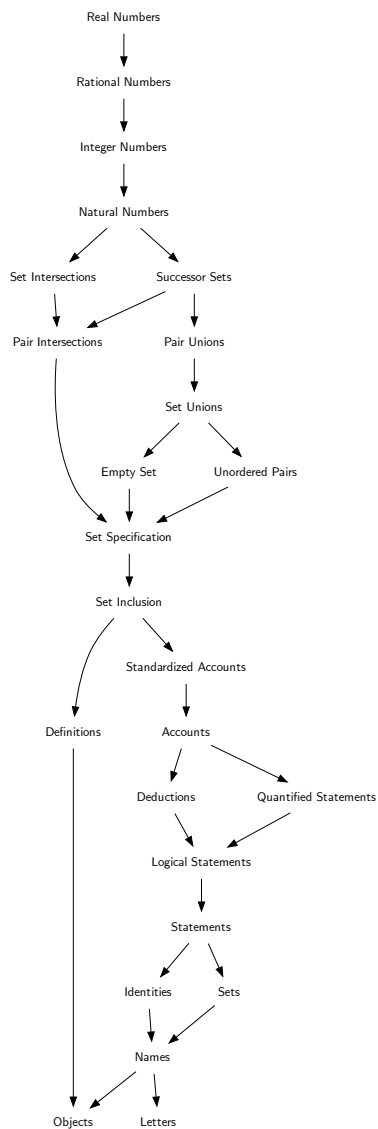 Real Numbers
Rational Numbers
Integer Numbers
Natural Numbers
Set Intersections
Successor Sets
Pair Intersections
Pair Unions
Set Unions
Empty Set
Unordered Pairs
Set Specification
Set Inclusion
Standardized Accounts
Definitions
Accounts
Deductions
Quantified Statements
Logical Statements
Statements
Identities
Sets
Names
Objects
Letters